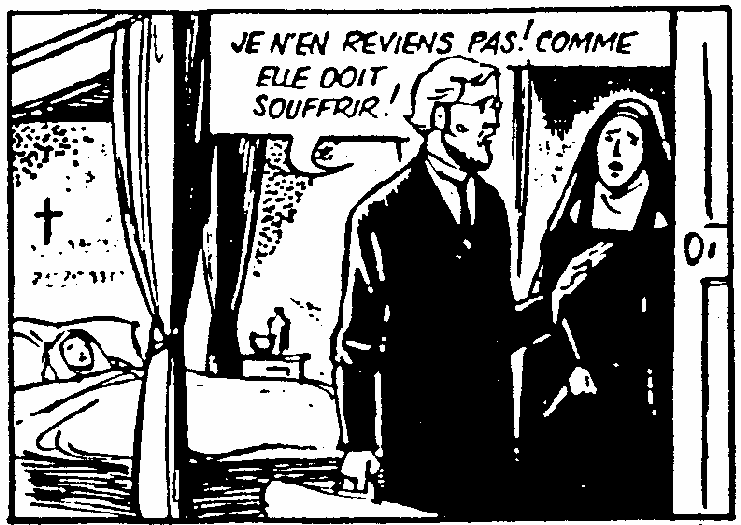 JE N'EN REVIENS PAS! COMME
ELLE DOIT
SOUFFRIR!